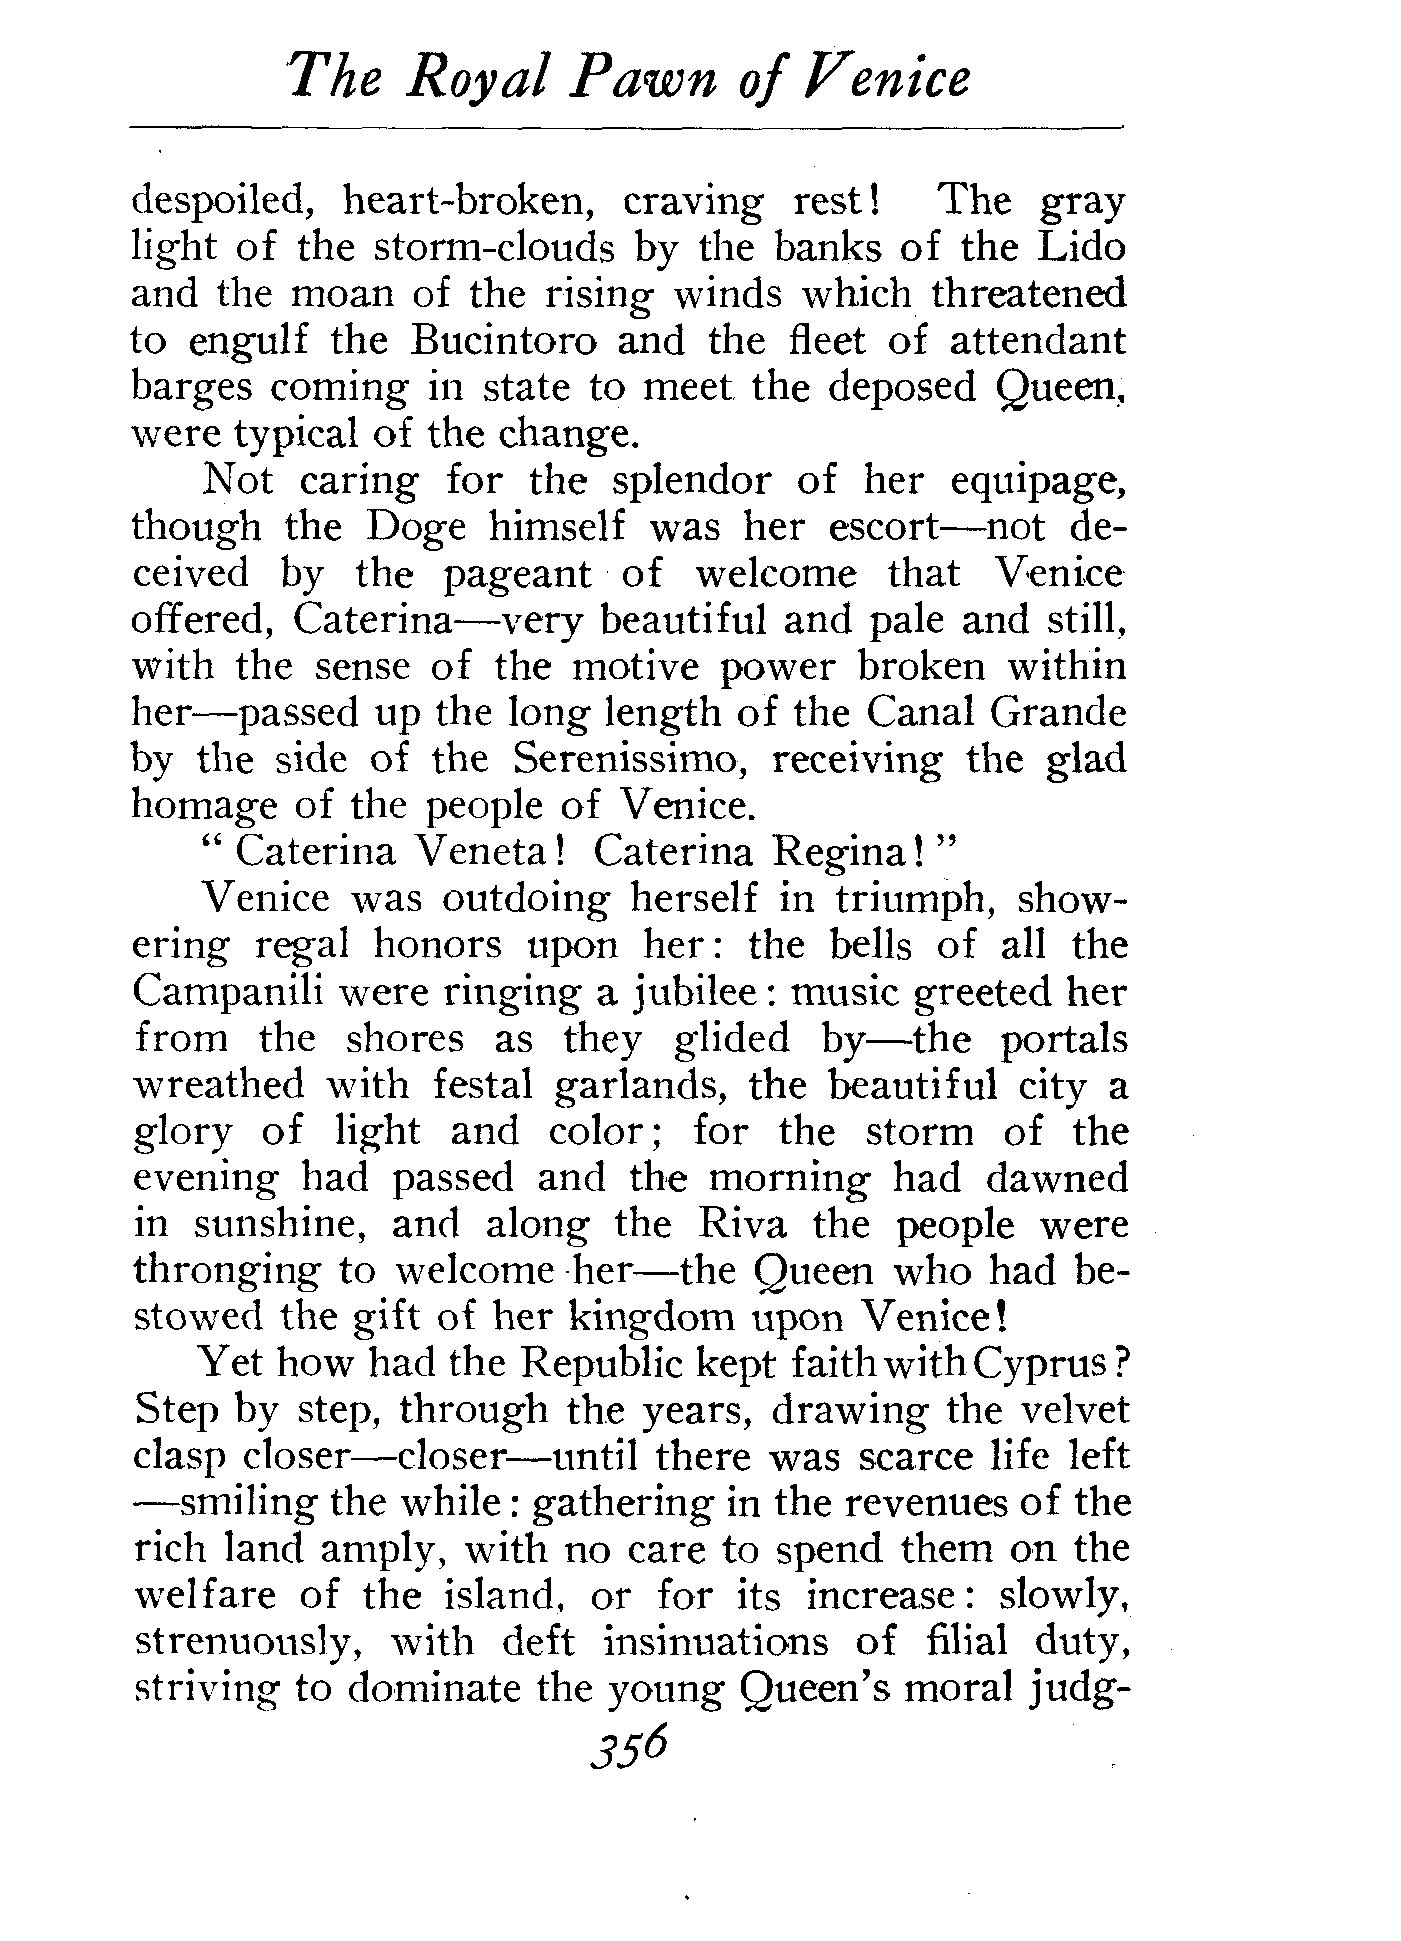 The Royal Pawn of Venice
despoiled, heart-broken, craving rest! The gray
light of the storm-clouds by the banks of the Lido
and the moan of the rising winds which threatened
to engulf the Bucintoro and the fleet of attendant
barges coming in state to meet the deposed Queen,
were typical of the change.
Not caring for the splendor of her equipage,
though the Doge himself was her escort—not de-
ceived by the pageant of welcome that Venice
offered, Caterina—very beautiful and pale and still,
with the sense of the motive power broken within
her—passed up the long length of the Canal Grande
by the side of the Serenissimo, receiving the glad
homage of the people of Venice.
“ Caterina Veneta! Caterina Regina! ”
Venice was outdoing herself in triumph, show-
ering regal honors upon her: the bells of all the
Campanili were ringing a jubilee: music greeted her
from the shores as they glided by—the portals
wreathed with festal garlands, the beautiful city a
glory of light and color; for the storm of the
evening had passed and the morning had dawned
in sunshine, and along the Riva the people were
thronging to welcome her—the Queen who had be-
stowed the gift of her kingdom upon Venice!
Yet how had the Republic kept faith with Cyprus?
Step by step, through the years, drawing the velvet
clasp closer—closer—until there was scarce life left
—smiling the while: gathering in the revenues of the
rich land amply, with no care to spend them on the
welfare of the island, or for its increase: slowly,
strenuously, with deft insinuations of filial duty,
striving to dominate the young Queen's moral judg-
356